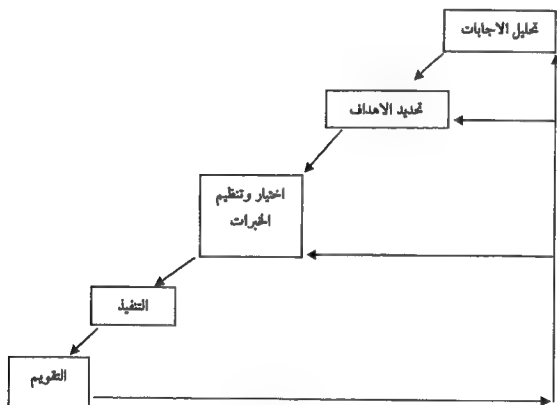 تحليل الاجابات
تحديد الاهداف
اختيار وتنظيم
الخبرات
التنفيذ
التقويم